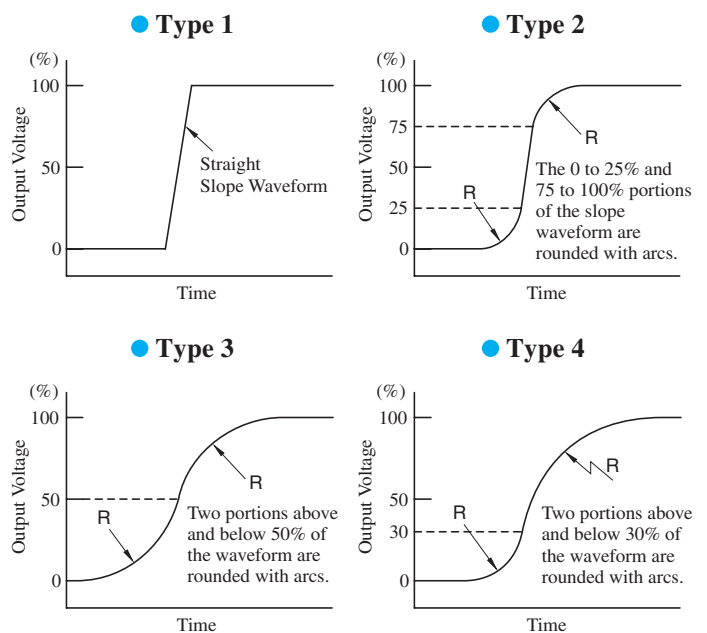 Type 1
(%)
100
50
0
Output Voltage
Straight
Slope Waveform
Time
Type 2
(%)
100
75
50
25
0
Output Voltage
R
R
The 0 to 25% and
75 to 100% portions
of the slope
waveform are
rounded with arcs.
Time
Type 3
(%)
100
50
0
Output Voltage
R
R
Two portions above
and below 50% of
the waveform are
rounded with arcs.
Time
Type 4
(%)
100
50
30
0
Output Voltage
R
R
Two portions above
and below 30% of
the waveform are
rounded with arcs.
Time